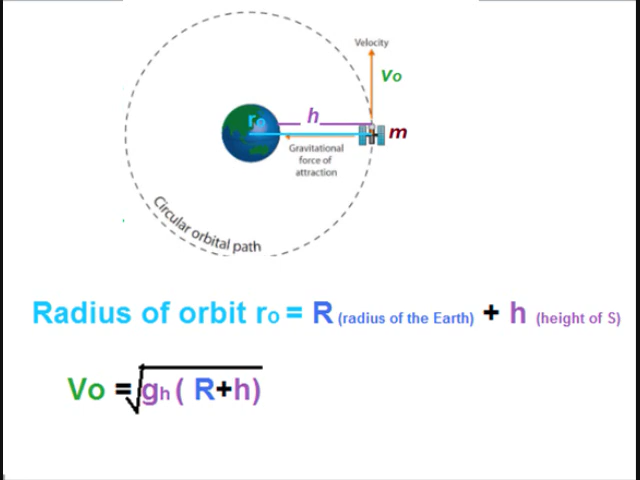 Velocity
vo
ro
h
m
Gravitational
force of
attraction
Circular orbital path
Radius of orbit ro = R (radius of the Earth) + h (height of S)
Vo = √gh ( R+h)